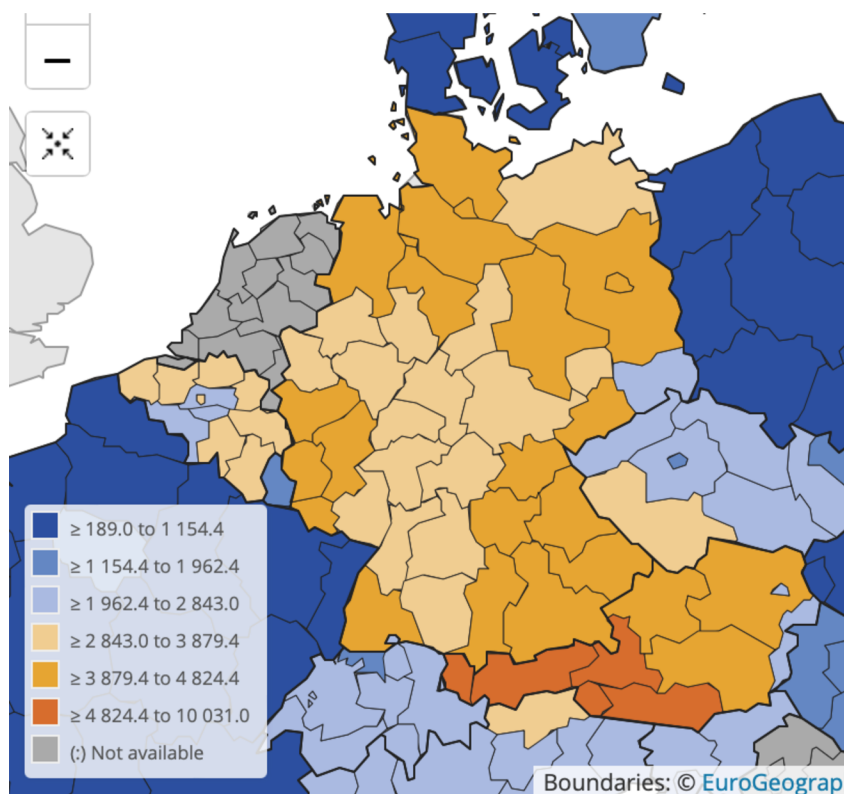 ≥ 189.0 to 1 154.4
≥ 1 154.4 to 1 962.4
≥ 1 962.4 to 2 843.0
≥ 2 843.0 to 3 879.4
≥ 3 879.4 to 4 824.4
≥ 4 824.4 to 10 031.0
(:) Not available
Boundaries: © EuroGeograp